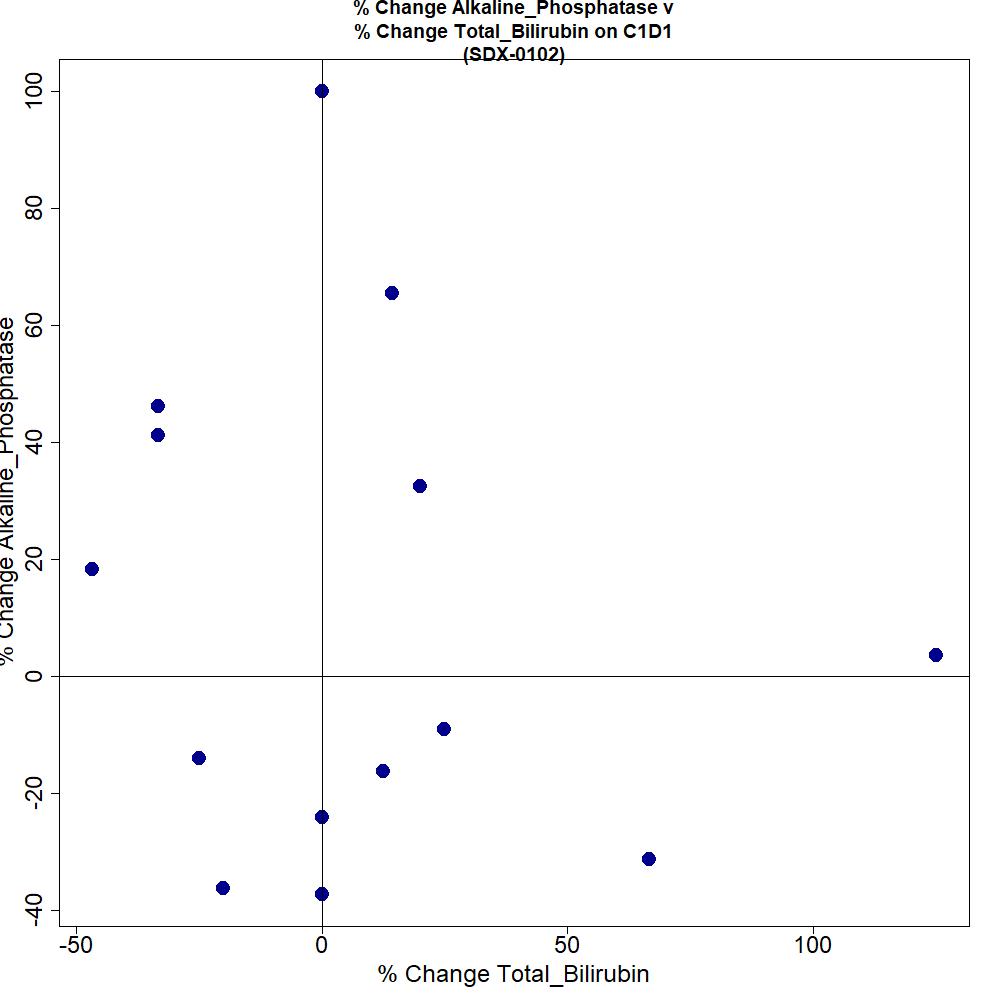 % Change Alkaline_Phosphatase v
% Change Total_Bilirubin on C1D1
(SDX-0102)
% Change Alkaline_Phosphatase
100
80
60
40
20
0
-20
-40
-50
0
50
100
% Change Total_Bilirubin